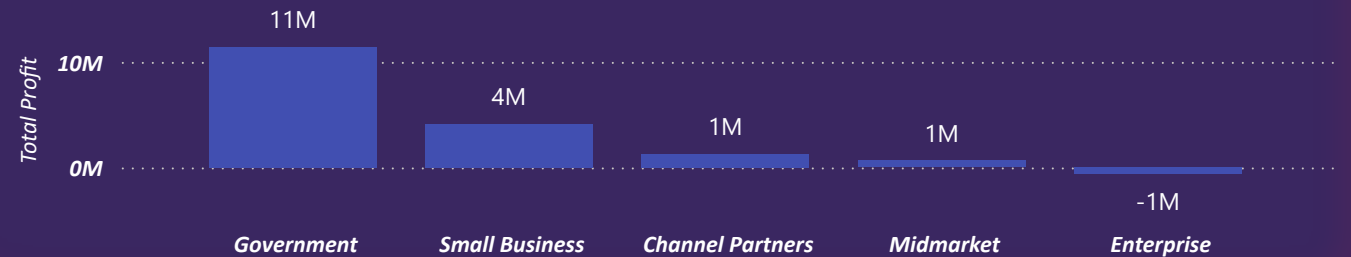 11M
Total Profit
10M
4M
1M
1M
0M
-1M
Government
Small Business
Channel Partners
Midmarket
Enterprise